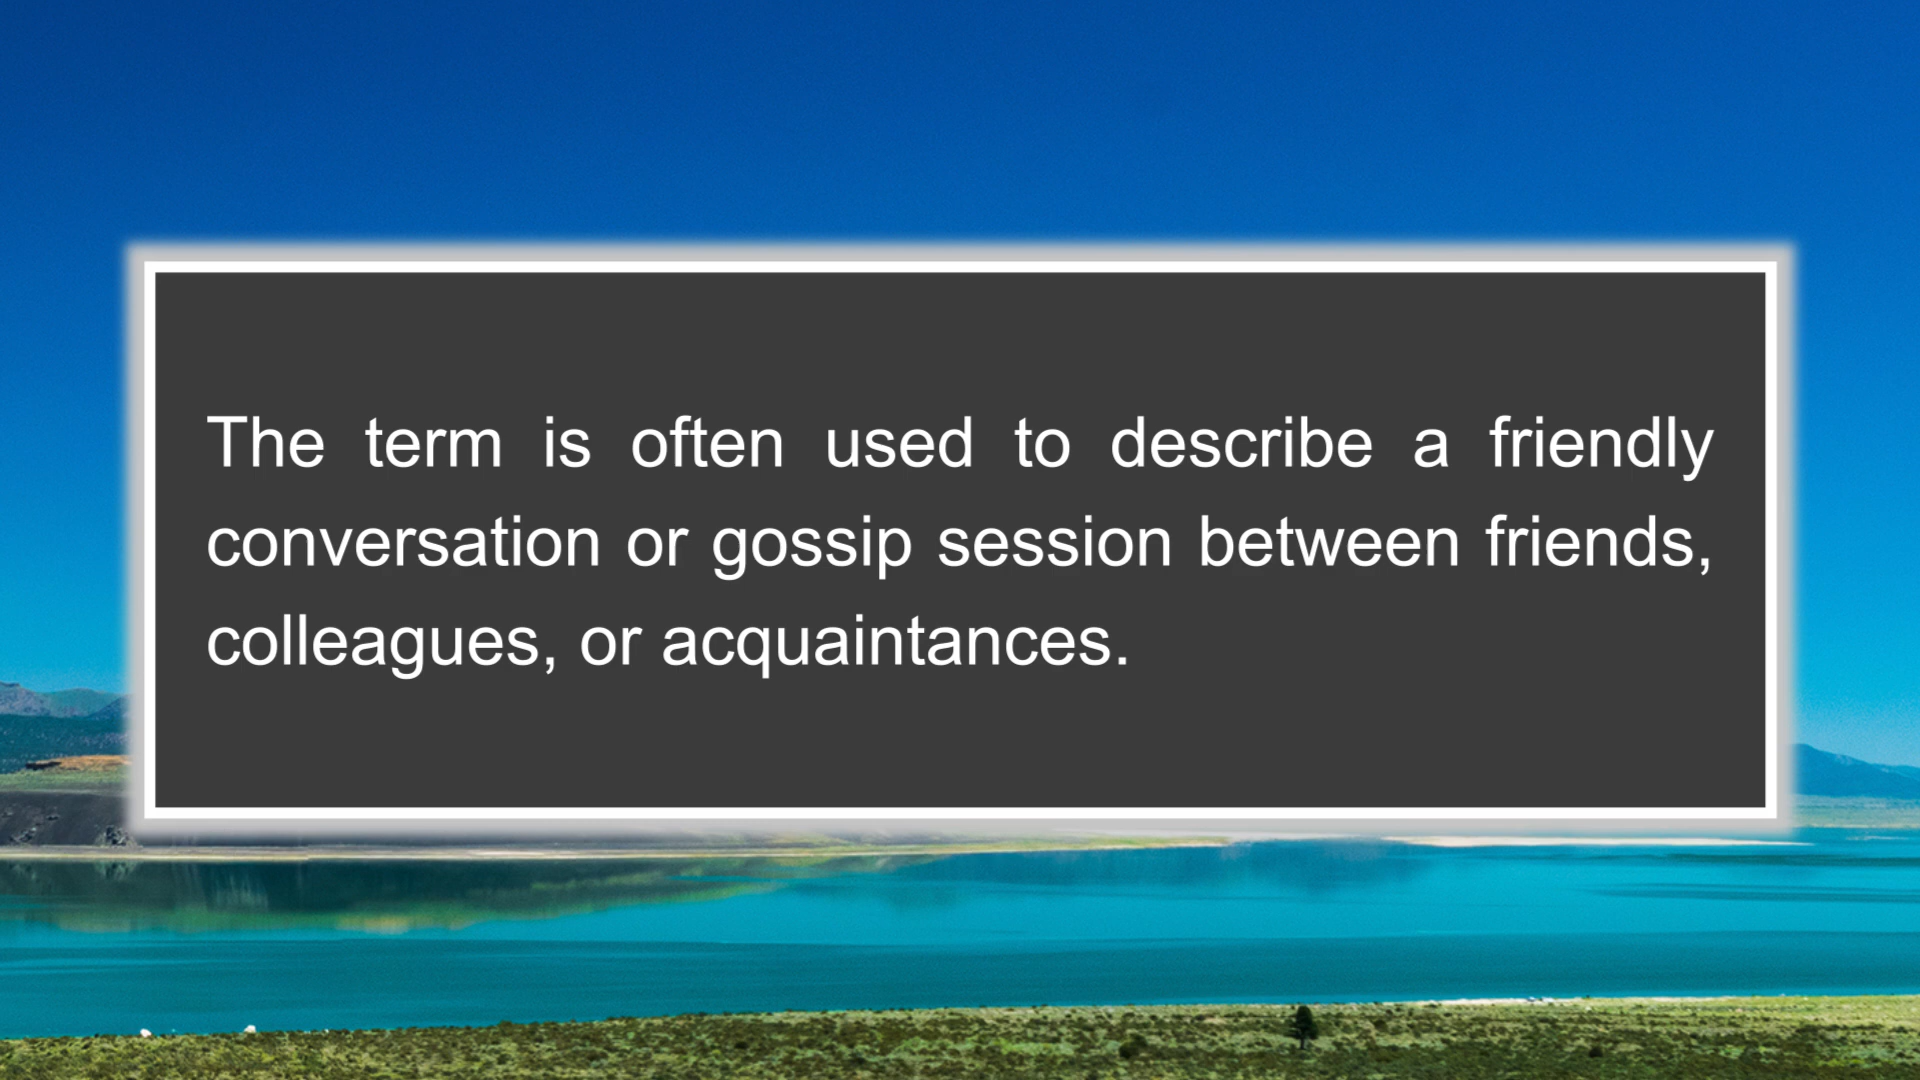 The term is often used to describe a friendly
conversation or gossip session between friends,
colleagues, or acquaintances.